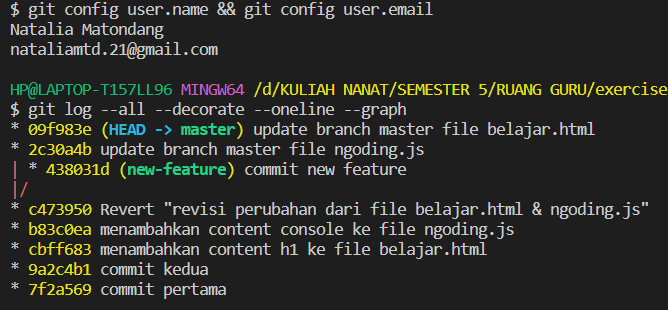 $ git config user.name && git config user.email
Natalia Matondang
nataliamtd.21@gmail.com
HP@LAPTOP-T157LL96 MINGW64 /d/KULIAH NANAT/SEMESTER 5/RUANG GURU/exercise
$ git log --all --decorate --oneline --graph
* 09f983e (HEAD -> master) update branch master file belajar.html
* 2c30a4b update branch master file ngoding.js
| * 438031d (new-feature) commit new feature
|/
* c473950 Revert "revisi perubahan dari file belajar.html & ngoding.js"
* b83c0ea menambahkan content console ke file ngoding.js
* cbff683 menambahkan content h1 ke file belajar.html
* 9a2c4b1 commit kedua
* 7f2a569 commit pertama